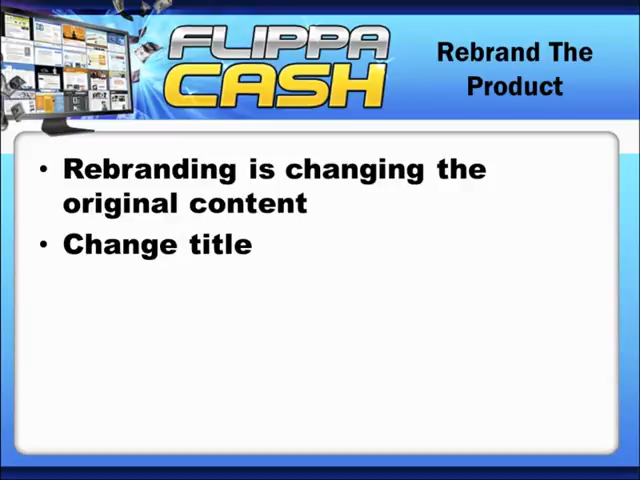 FLIPPA
CASH
Rebrand The
Product
• Rebranding is changing the
original content
• Change title